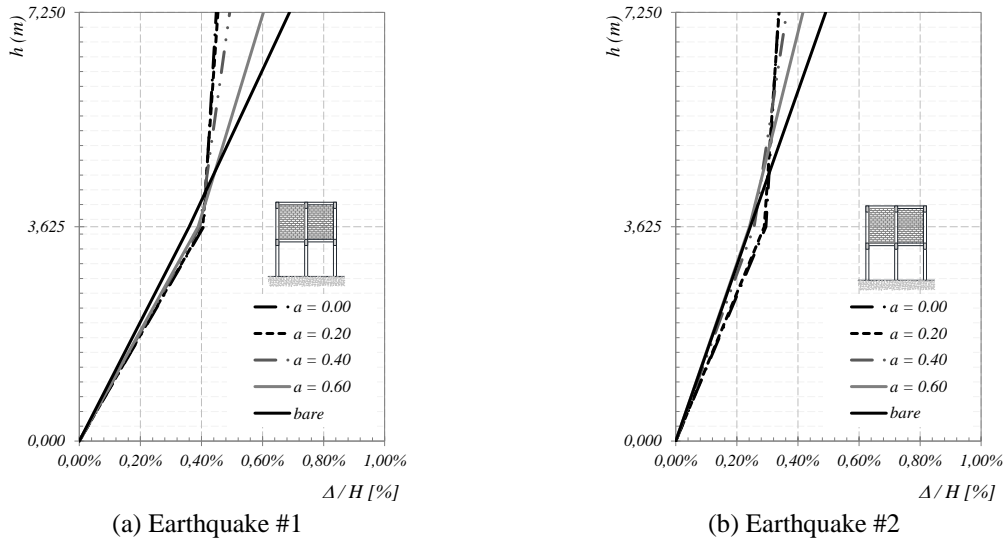 7,250
h (m)
3,625
a = 0.00
a = 0.20
a = 0.40
a = 0.60
bare
0,000
0,00% 0,20% 0,40% 0,60% 0,80% 1,00%
Δ / H [%]
(a) Earthquake #1
7,250
h (m)
3,625
a = 0.00
a = 0.20
a = 0.40
a = 0.60
bare
0,000
0,00% 0,20% 0,40% 0,60% 0,80% 1,00%
Δ / H [%]
(b) Earthquake #2